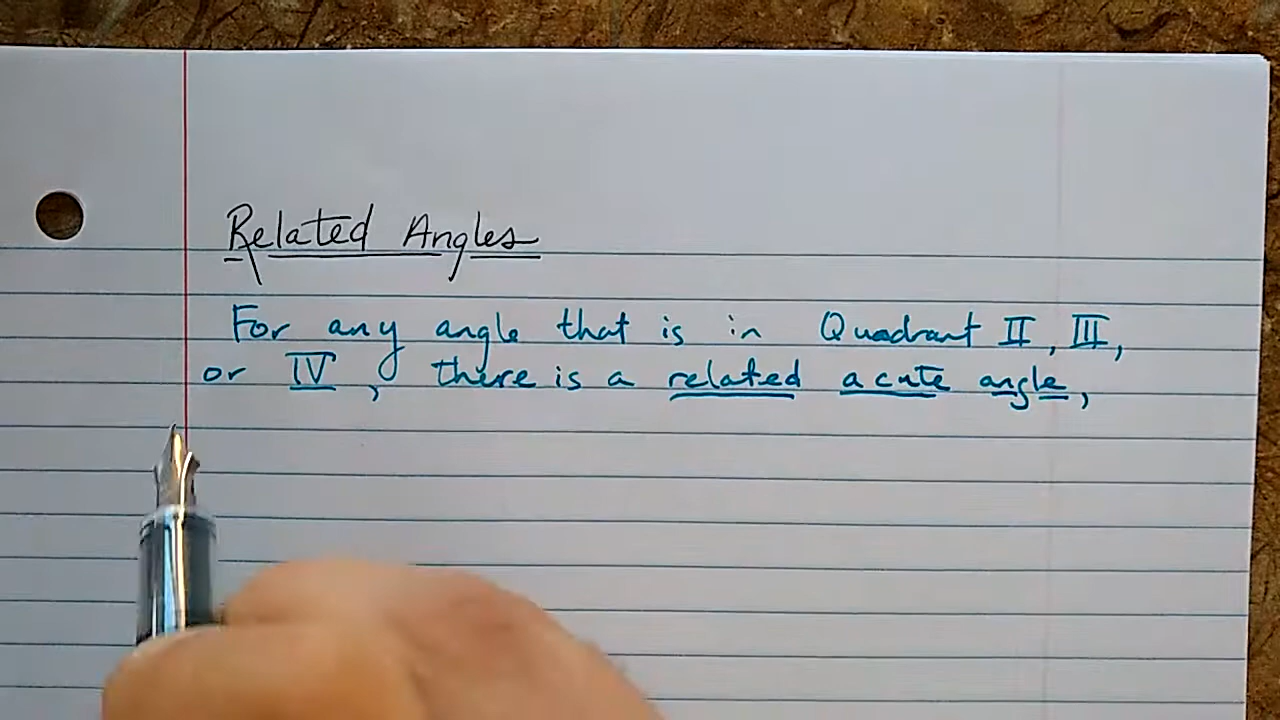 Related Angles
For any angle that is in Quadrant II, III,
or IV, there is a related acute angle,